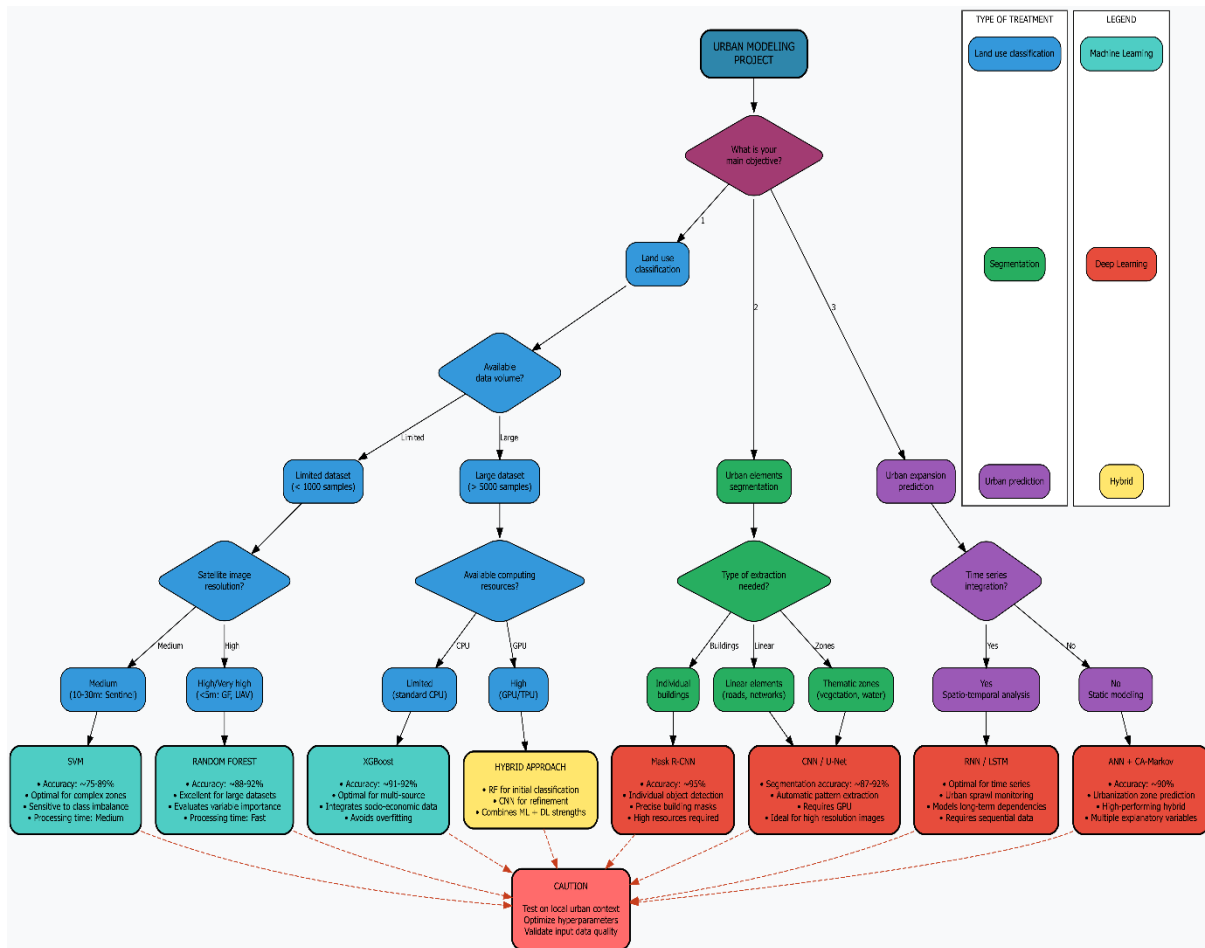 URBAN MODELING
PROJECT
TYPE OF TREATMENT
LEGEND
Land use classification
Machine Learning
What is your
main objective?
1
2
3
Land use
classification
Segmentation
Deep Learning
Available
data volume?
Limited
Large
Limited dataset
(< 1000 samples)
Large dataset
(> 5000 samples)
Urban elements
segmentation
Urban expansion
prediction
Urban prediction
Hybrid
Satellite image
resolution?
Available computing
resources?
Type of extraction
needed?
Time series
integration?
Medium
High
CPU
GPU
Buildings
Linear
Zones
Yes
No
Medium
(10-30m: Sentinel)
High/Very high
(<5m: GF, UAV)
Limited
(standard CPU)
High
(GPU/TPU)
Individual
buildings
Linear elements
(roads, networks)
Thematic zones
(vegetation, water)
Yes
Spatio-temporal analysis
No
Static modeling
SVM
• Accuracy: ~75-89%
• Optimal for complex zones
• Sensitive to class imbalance
• Processing time: Medium
RANDOM FOREST
• Accuracy: ~88-92%
• Excellent for large datasets
• Evaluates variable importance
• Processing time: Fast
XGBoost
• Accuracy: ~91-92%
• Optimal for multi-source
• Integrates socio-economic data
• Avoids overfitting
HYBRID APPROACH
• RF for initial classification
• CNN for refinement
• Combines ML + DL strengths
Mask R-CNN
• Accuracy: ~95%
• Individual object detection
• Precise building masks
• High resources required
CNN / U-Net
• Segmentation accuracy: ~87-92%
• Automatic pattern extraction
• Requires GPU
• Ideal for high resolution images
RNN / LSTM
• Optimal for time series
• Urban sprawl monitoring
• Models long-term dependencies
• Requires sequential data
ANN + CA-Markov
• Accuracy: ~90%
• Urbanization zone prediction
• High-performing hybrid
• Multiple explanatory variables
CAUTION
Test on local urban context
Optimize hyperparameters
Validate input data quality